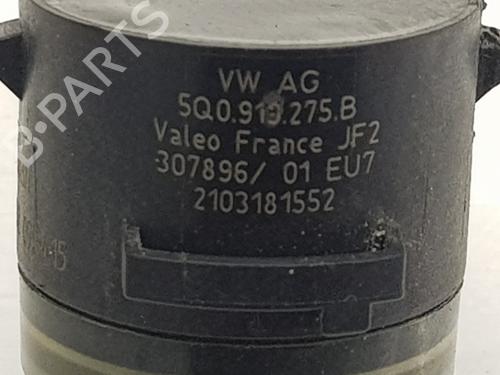 B-PARTS
VW AG
5Q0.919.275.B
Valeo France JF2
307896/ 01 EU7
2103181552